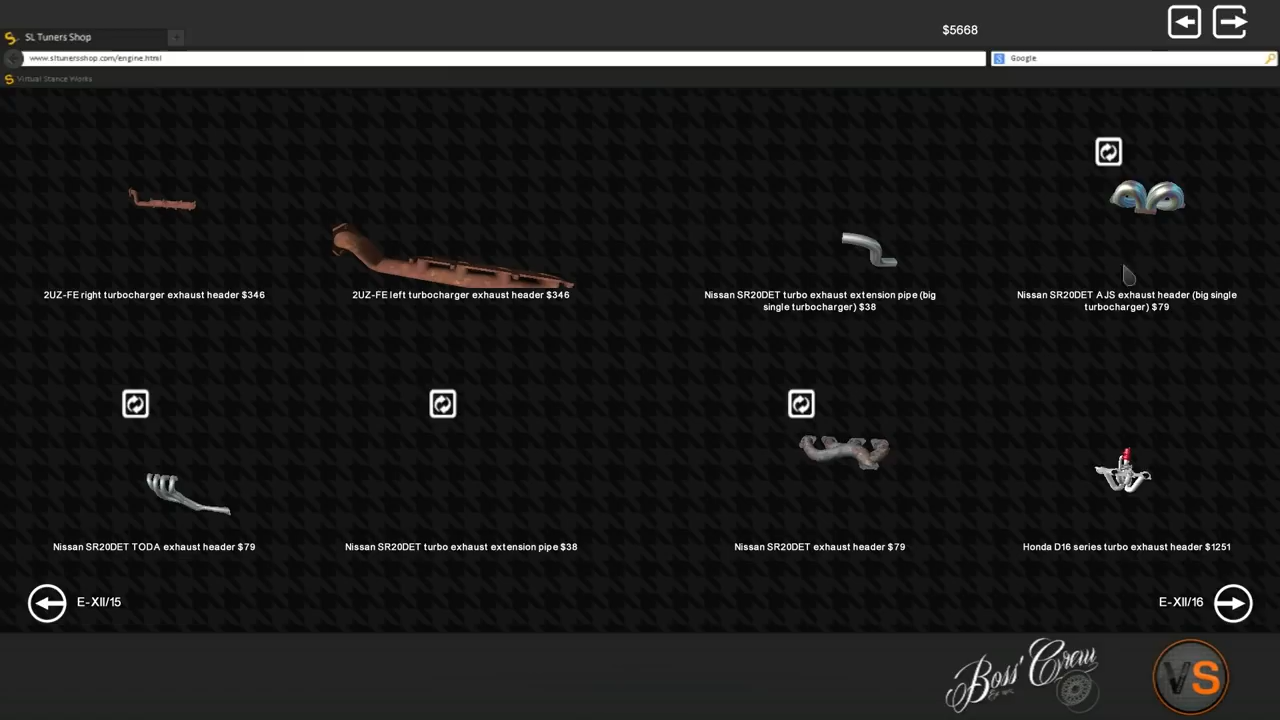 $5668
SL Tuners Shop
www.sltunersshop.com/engine.html
Google
Virtual Stance Works
2UZ-FE right turbocharger exhaust header $346
2UZ-FE left turbocharger exhaust header $346
Nissan SR20DET turbo exhaust extension pipe (big
single turbocharger) $38
Nissan SR20DET AJS exhaust header (big single
turbocharger) $79
Nissan SR20DET TODA exhaust header $79
Nissan SR20DET turbo exhaust extension pipe $38
Nissan SR20DET exhaust header $79
Honda D16 series turbo exhaust header $1251
E-XII/15
E-XII/16
Boss' Crew
VS